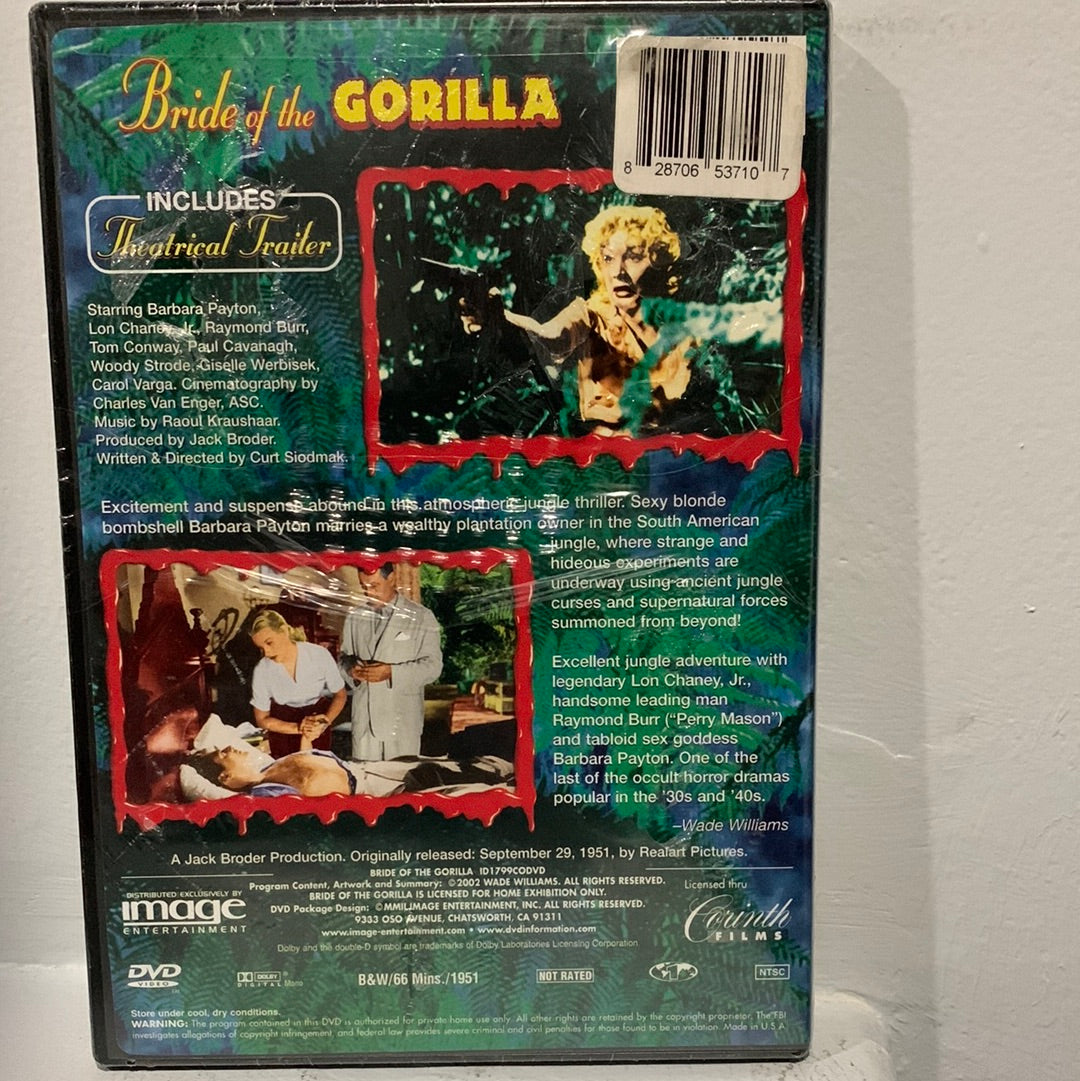 Bride of the GORILLA
8 28706 53710 7
INCLUDES
Theatrical Trailer
Starring Barbara Payton,
Lon Chaney, Jr., Raymond Burr,
Tom Conway, Paul Cavanagh,
Woody Strode, Giselle Werbisek,
Carol Varga. Cinematography by
Charles Van Enger, ASC.
Music by Raoul Kraushaar.
Produced by Jack Broder.
Written & Directed by Curt Siodmak.
Excitement and suspense abound in this atmospheric jungle thriller. Sexy blonde
bombshell Barbara Payton marries a wealthy plantation owner in the South American
jungle, where strange and
hideous experiments are
underway using ancient jungle
curses and supernatural forces
summoned from beyond!
Excellent jungle adventure with
legendary Lon Chaney, Jr.,
handsome leading man
Raymond Burr ("Perry Mason")
and tabloid sex goddess
Barbara Payton. One of the
last of the occult horror dramas
popular in the '30s and '40s.
–Wade Williams
A Jack Broder Production. Originally released: September 29, 1951, by Realart Pictures.
BRIDE OF THE GORILLA ID1799CODVD
Program Content, Artwork and Summary: ©2002 WADE WILLIAMS. ALL RIGHTS RESERVED.
BRIDE OF THE GORILLA IS LICENSED FOR HOME EXHIBITION ONLY.
DVD Package Design: ©MMII IMAGE ENTERTAINMENT, INC. ALL RIGHTS RESERVED.
9333 OSO AVENUE, CHATSWORTH, CA 91311
www.image-entertainment.com • www.dvdinformation.com
DISTRIBUTED EXCLUSIVELY BY
image
ENTERTAINMENT
Licensed thru
Corinth
FILMS
Dolby and the double-D symbol are trademarks of Dolby Laboratories Licensing Corporation
DVD
VIDEO
DOLBY
DIGITAL Mono
B&W/66 Mins./1951
NOT RATED
NTSC
Store under cool, dry conditions.
WARNING: The program contained in this DVD is authorized for private home use only. All other rights are retained by the copyright proprietor. The FBI
investigates allegations of copyright infringement, and federal law provides severe criminal and civil penalties for those found to be in violation. Made in U.S.A.